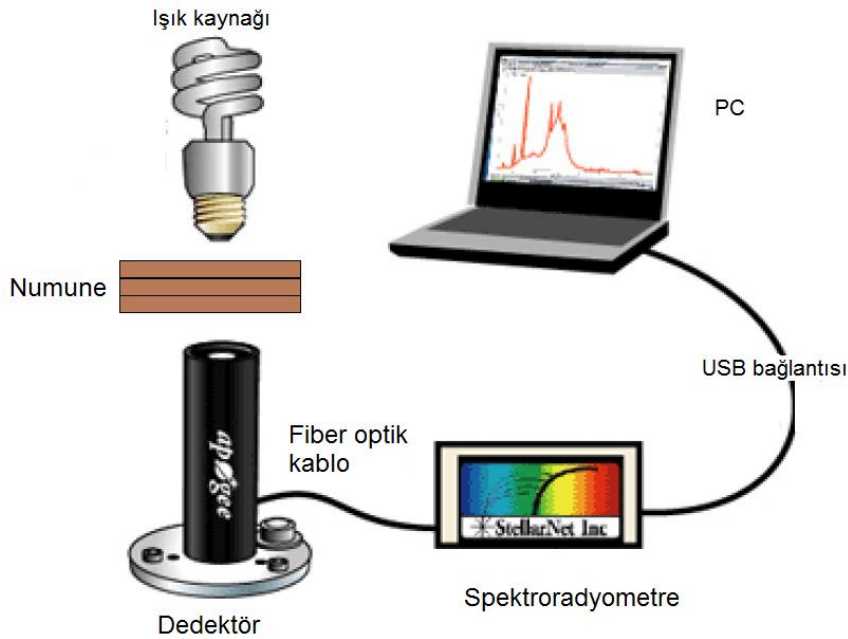 Işık kaynağı
PC
Numune
USB bağlantısı
Fiber optik
kablo
apogee
StellarNet Inc
Spektroradyometre
Dedektör